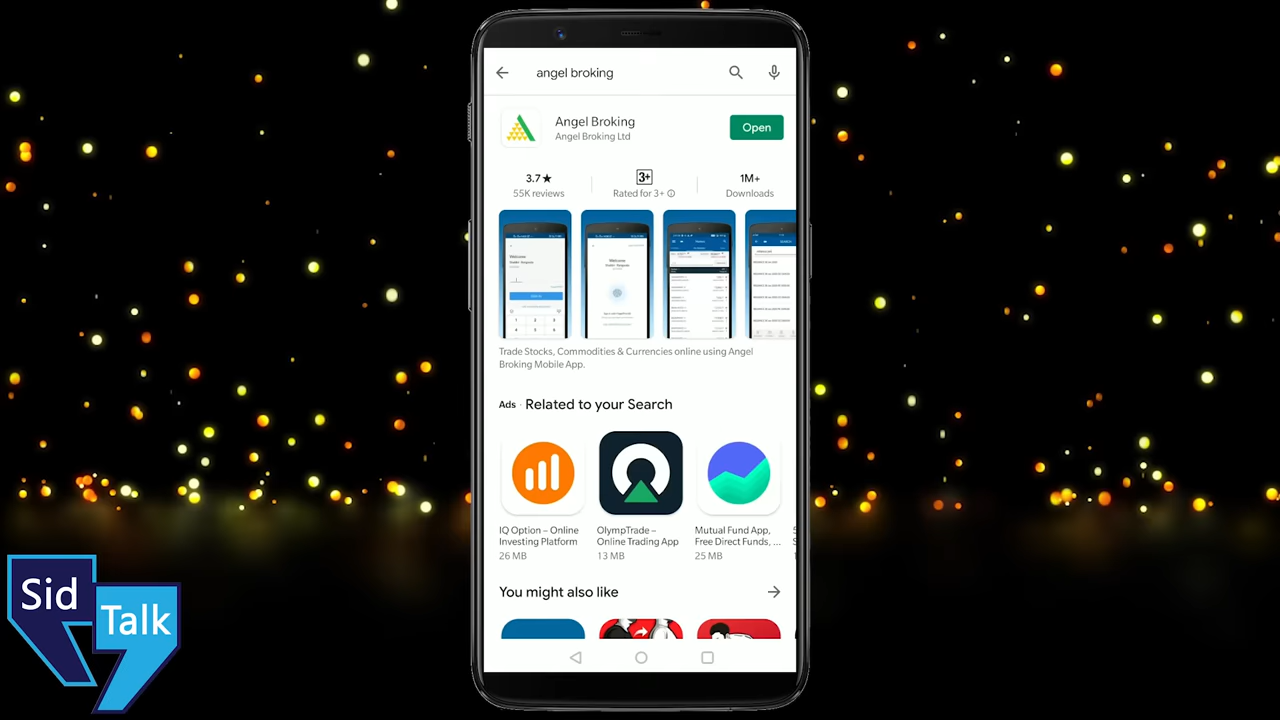 angel broking
Angel Broking
Angel Broking Ltd
Open
3.7★
55K reviews
3+
Rated for 3+
1M+
Downloads
Welcome
Welcome
Trade Stocks, Commodities & Currencies online using Angel
Broking Mobile App.
Ads · Related to your Search
IQ Option – Online
Investing Platform
26 MB
OlympTrade –
Online Trading App
13 MB
Mutual Fund App,
Free Direct Funds, ...
25 MB
You might also like
Sid
Talk